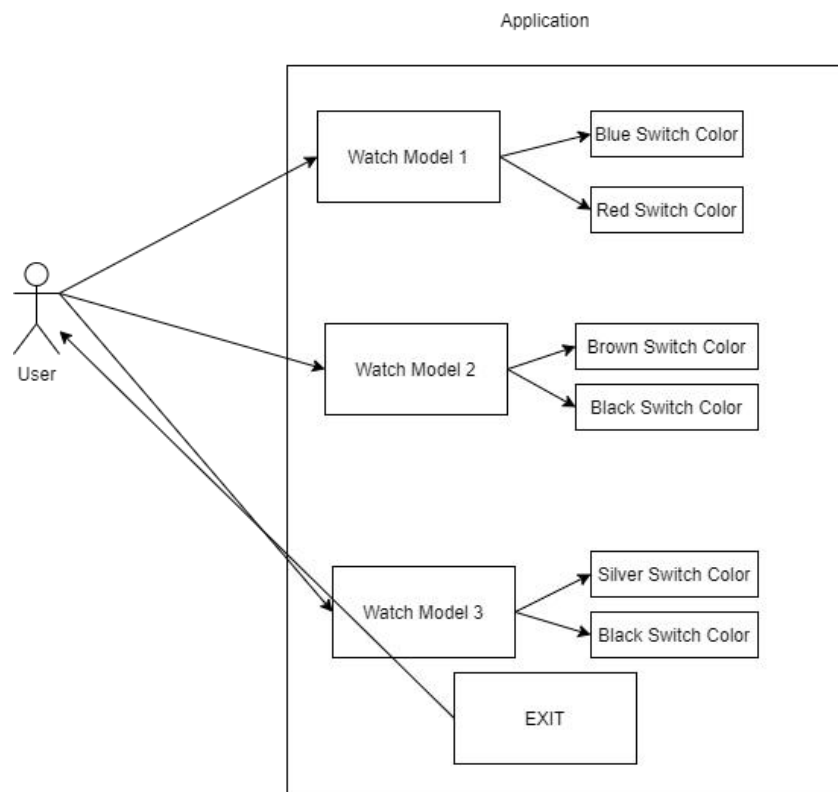 Application
Watch Model 1
Blue Switch Color
Red Switch Color
User
Watch Model 2
Brown Switch Color
Black Switch Color
Watch Model 3
Silver Switch Color
Black Switch Color
EXIT